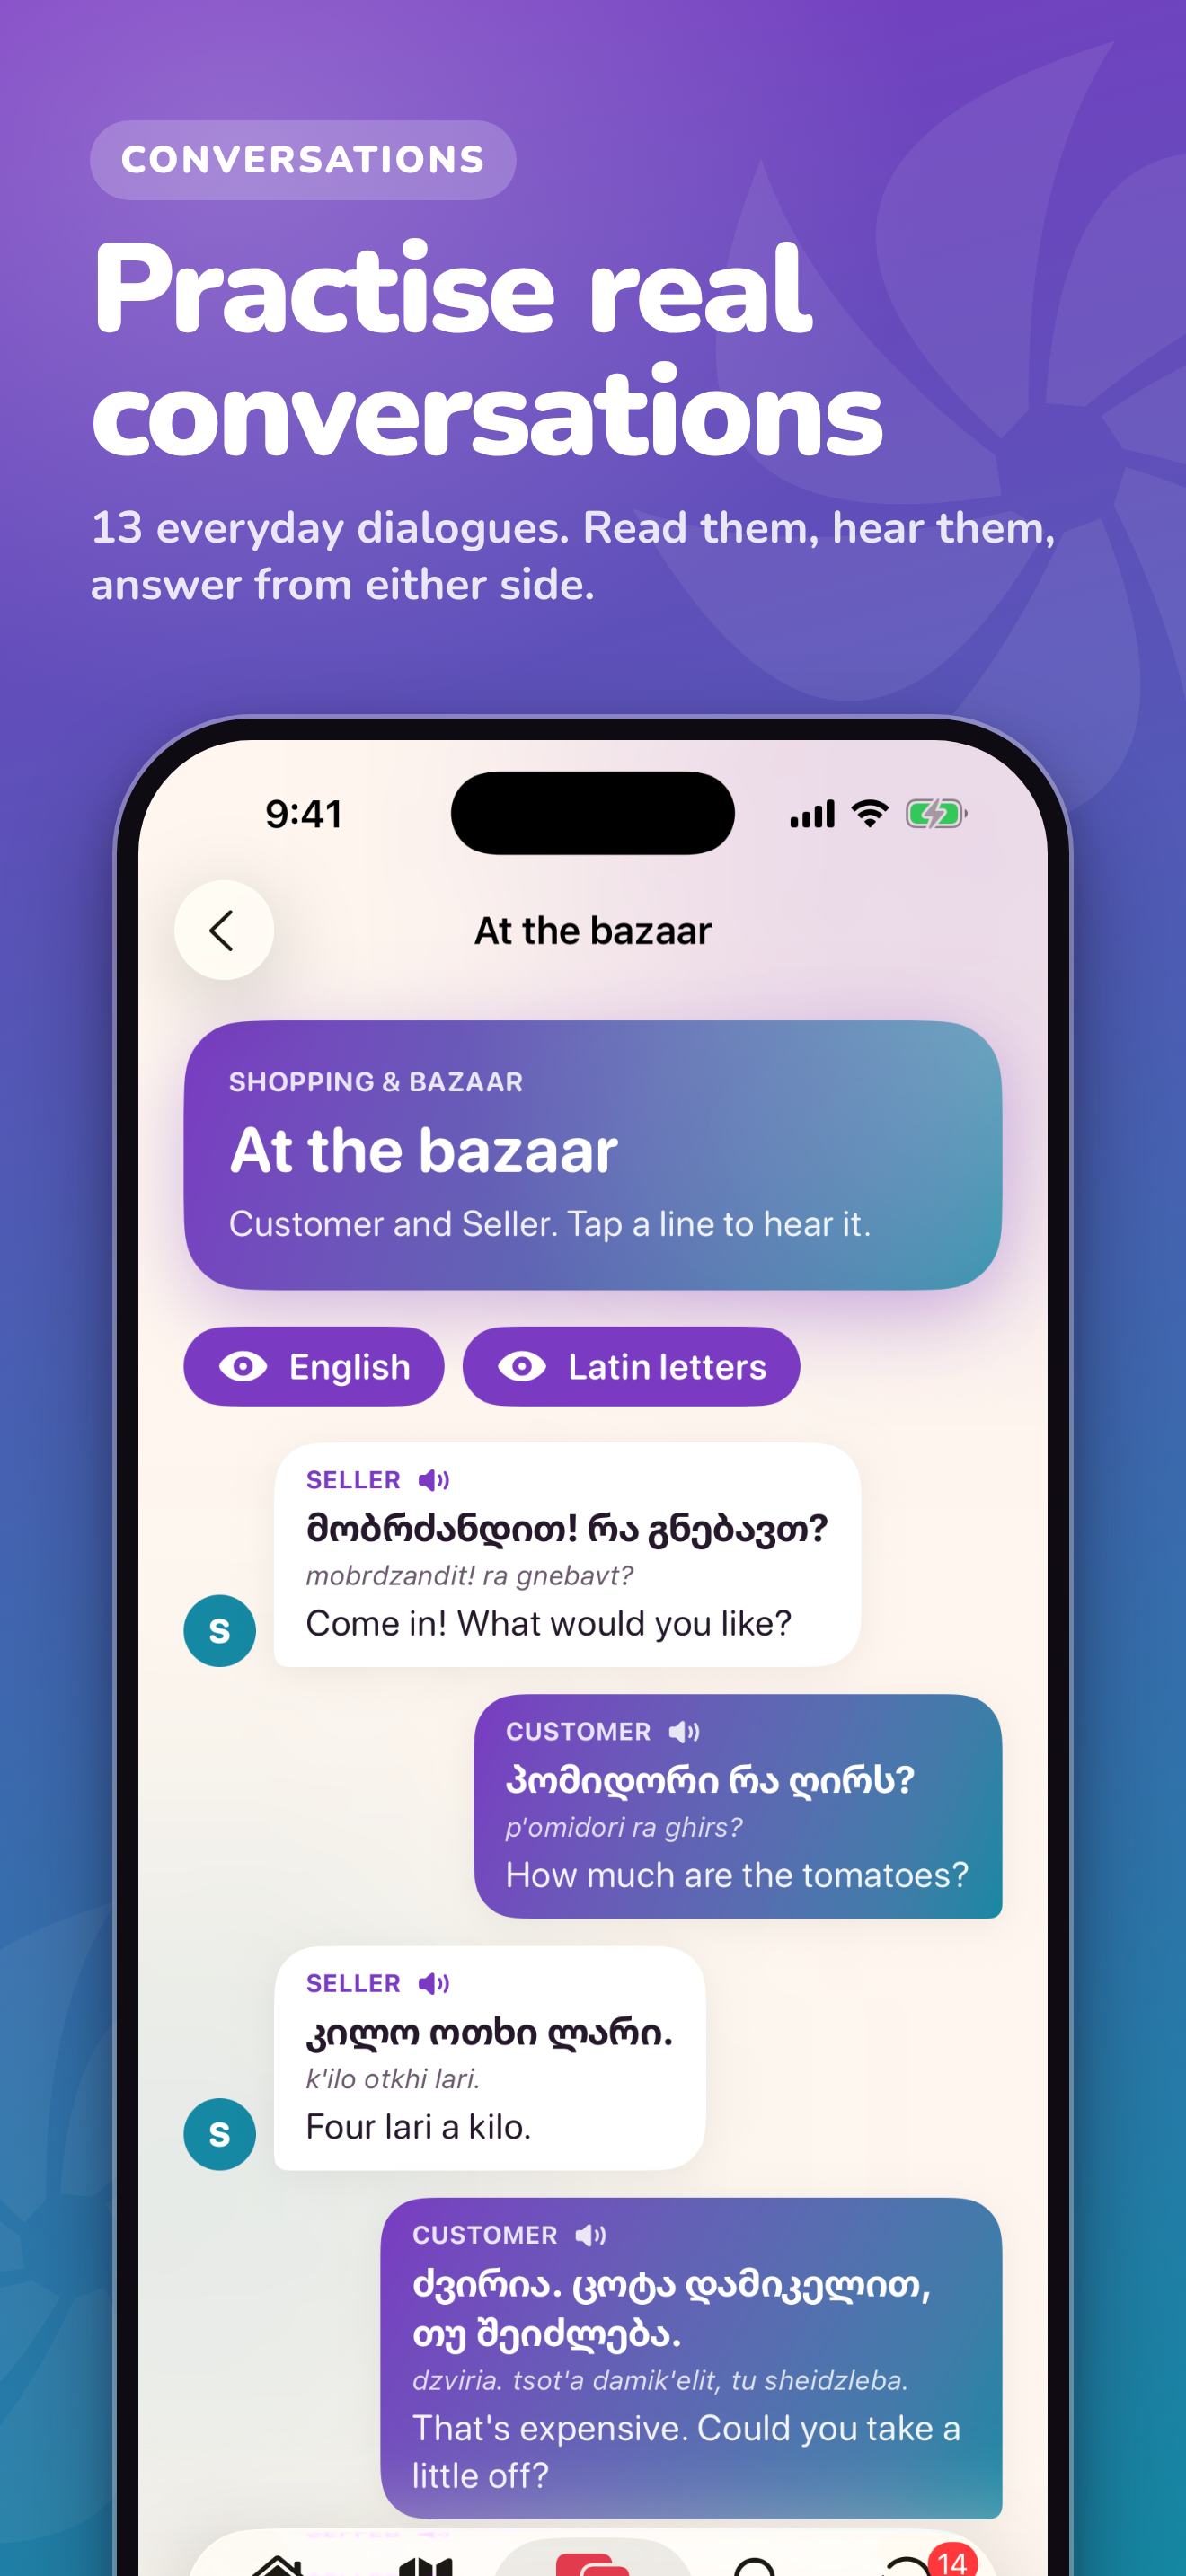 CONVERSATIONS
Practise real
conversations
13 everyday dialogues. Read them, hear them,
answer from either side.
9:41
At the bazaar
SHOPPING & BAZAAR
At the bazaar
Customer and Seller. Tap a line to hear it.
English
Latin letters
SELLER
მობრძანდით! რა გნებავთ?
mobrdzandit! ra gnebavt?
Come in! What would you like?
S
CUSTOMER
პომიდორი რა ღირს?
p'omidori ra ghirs?
How much are the tomatoes?
SELLER
კილო ოთხი ლარი.
k'ilo otkhi lari.
Four lari a kilo.
S
CUSTOMER
ძვირია. ცოტა დამიკელით,
თუ შეიძლება.
dzviria. tsot'a damik'elit, tu sheidzleba.
That's expensive. Could you take a
little off?
14